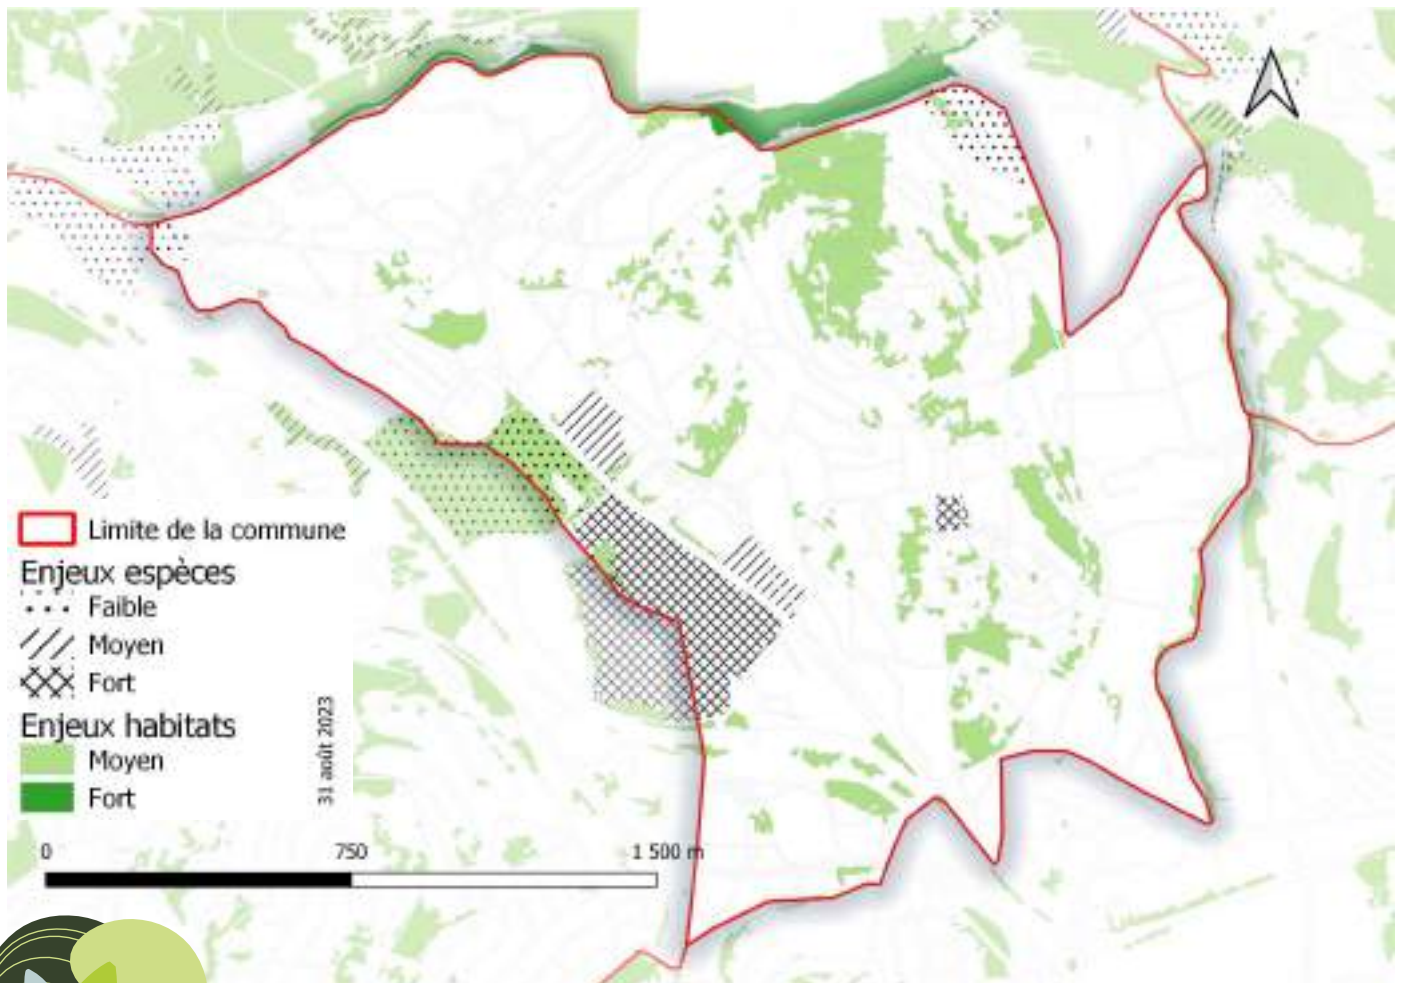 Limite de la commune
Enjeux espèces
Faible
Moyen
Fort
Enjeux habitats
Moyen
Fort
31 août 2023
0 750 1 500 m